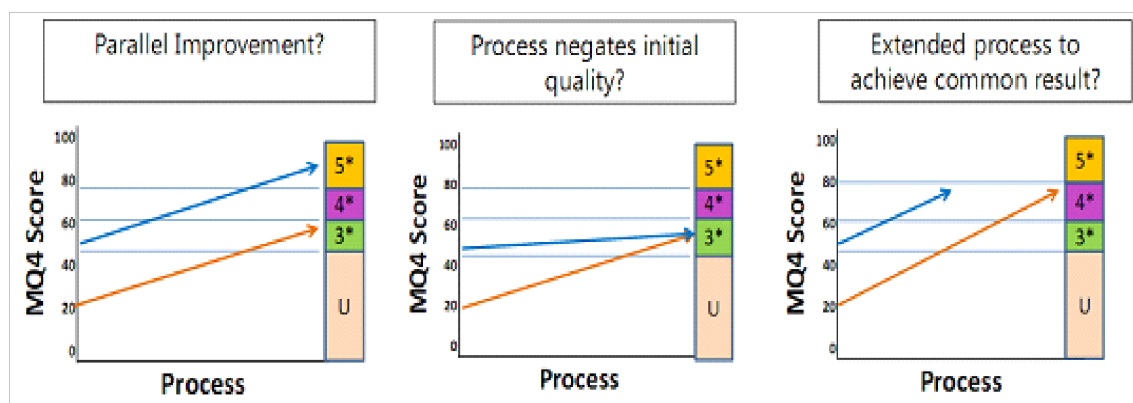 Parallel Improvement?
Process negates initial
quality?
Extended process to
achieve common result?
MQ4 Score
100
80
60
40
20
0
5*
4*
3*
U
Process
MQ4 Score
100
80
60
40
20
0
5*
4*
3*
U
Process
MQ4 Score
100
80
60
40
20
0
5*
4*
3*
U
Process